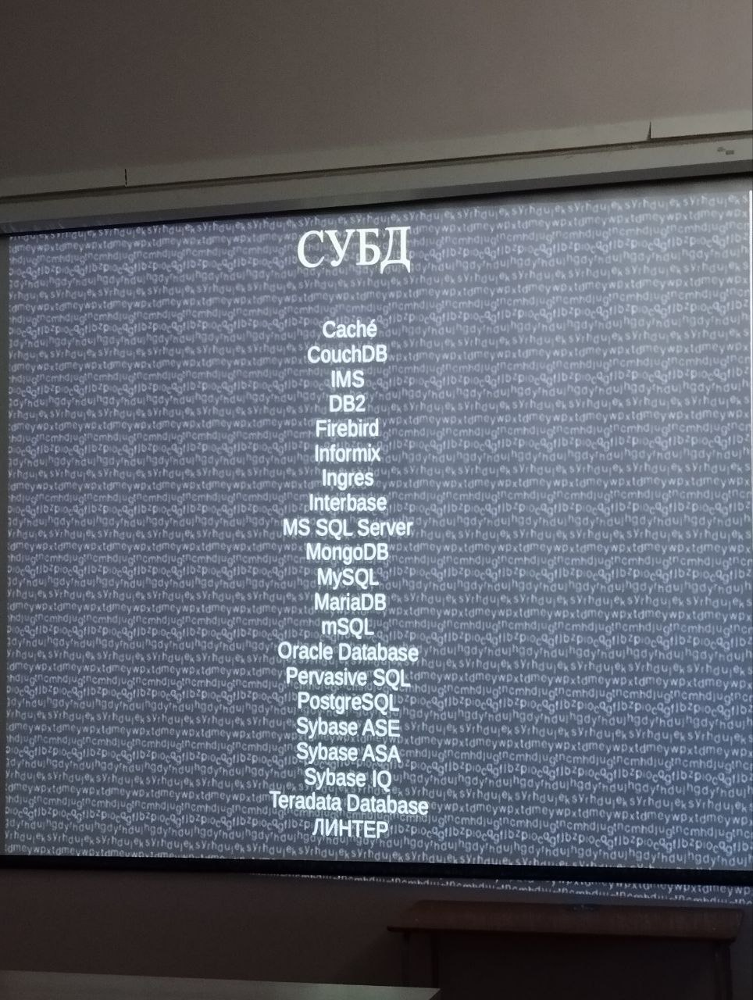 СУБД
Caché
CouchDB
IMS
DB2
Firebird
Informix
Ingres
Interbase
MS SQL Server
MongoDB
MySQL
MariaDB
mSQL
Oracle Database
Pervasive SQL
PostgreSQL
Sybase ASE
Sybase ASA
Sybase IQ
Teradata Database
ЛИНТЕР